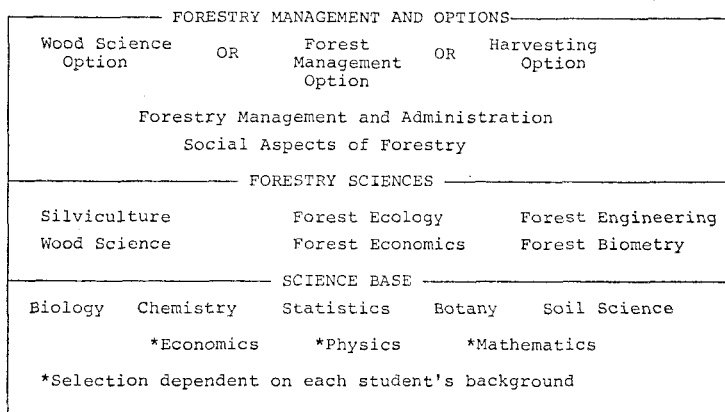 FORESTRY MANAGEMENT AND OPTIONS
Wood Science Option OR Forest Management Option OR Harvesting Option
Forestry Management and Administration
Social Aspects of Forestry
FORESTRY SCIENCES
Silviculture Forest Ecology Forest Engineering
Wood Science Forest Economics Forest Biometry
SCIENCE BASE
Biology Chemistry Statistics Botany Soil Science
*Economics *Physics *Mathematics
*Selection dependent on each student's background